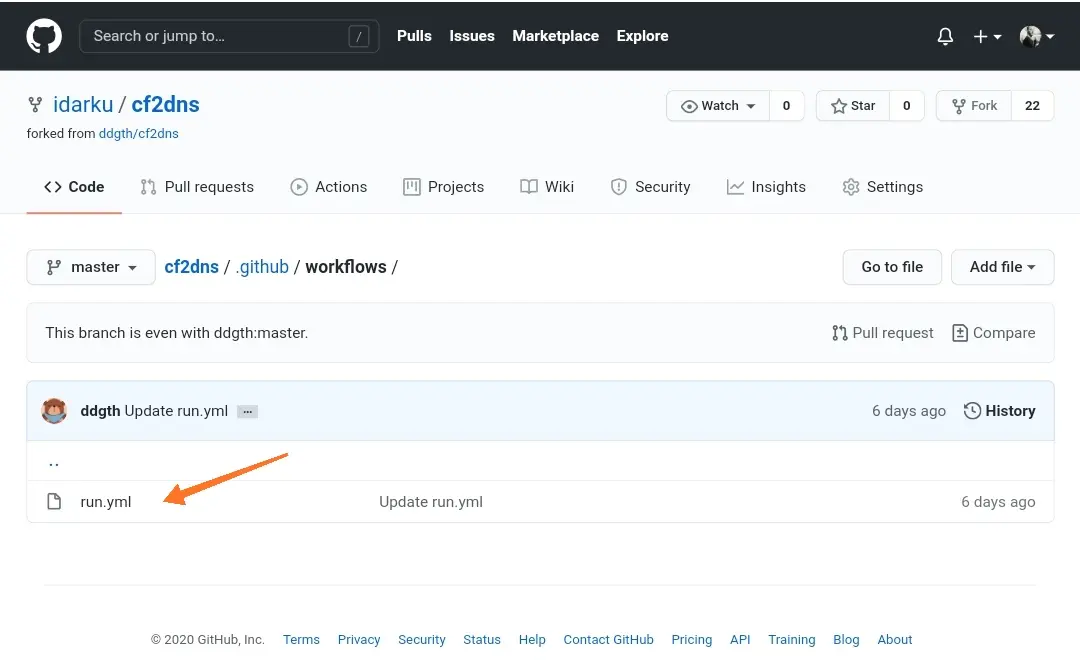 Search or jump to… / Pulls Issues Marketplace Explore
idarku / cf2dns Watch 0 Star 0 Fork 22
forked from ddgth/cf2dns
Code Pull requests Actions Projects Wiki Security Insights Settings
master cf2dns / .github / workflows / Go to file Add file
This branch is even with ddgth:master. Pull request Compare
ddgth Update run.yml … 6 days ago History
..
run.yml Update run.yml 6 days ago
© 2020 GitHub, Inc. Terms Privacy Security Status Help Contact GitHub Pricing API Training Blog About